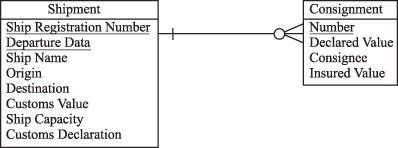 Shipment
Ship Registration Number
Departure Data
Ship Name
Origin
Destination
Customs Value
Ship Capacity
Customs Declaration
Consignment
Number
Declared Value
Consignee
Insured Value